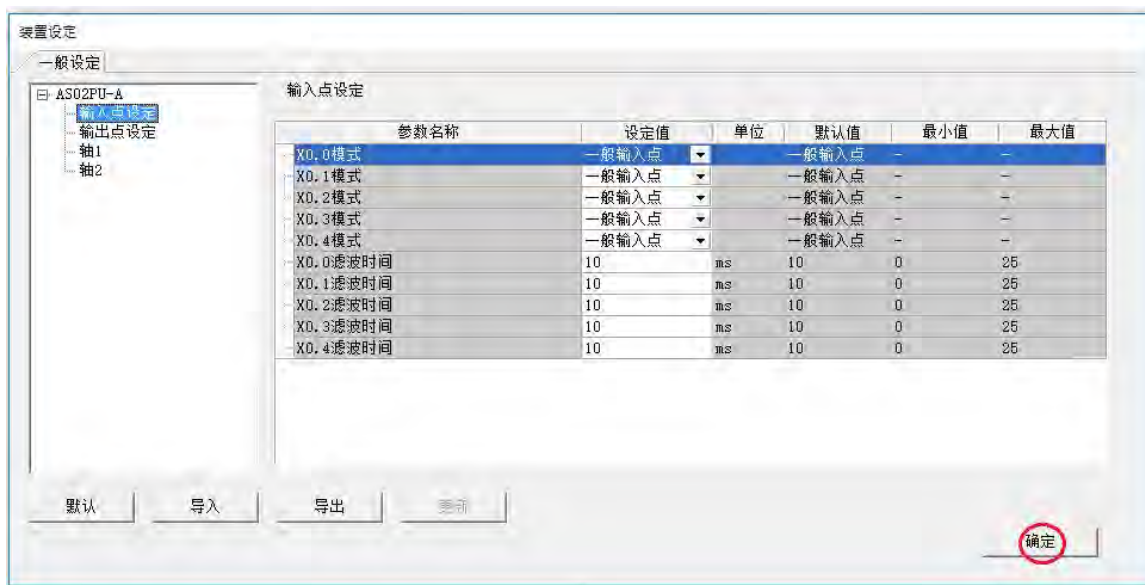 装置设定
一般设定
AS02PU-A
输入点设定
输出点设定
轴1
轴2
输入点设定
参数名称 设定值 单位 默认值 最小值 最大值
X0.0模式 一般输入点 一般输入点 - -
X0.1模式 一般输入点 一般输入点 - -
X0.2模式 一般输入点 一般输入点 - -
X0.3模式 一般输入点 一般输入点 - -
X0.4模式 一般输入点 一般输入点 - -
X0.0滤波时间 10 ms 10 0 25
X0.1滤波时间 10 ms 10 0 25
X0.2滤波时间 10 ms 10 0 25
X0.3滤波时间 10 ms 10 0 25
X0.4滤波时间 10 ms 10 0 25
默认 导入 导出 更新
确定